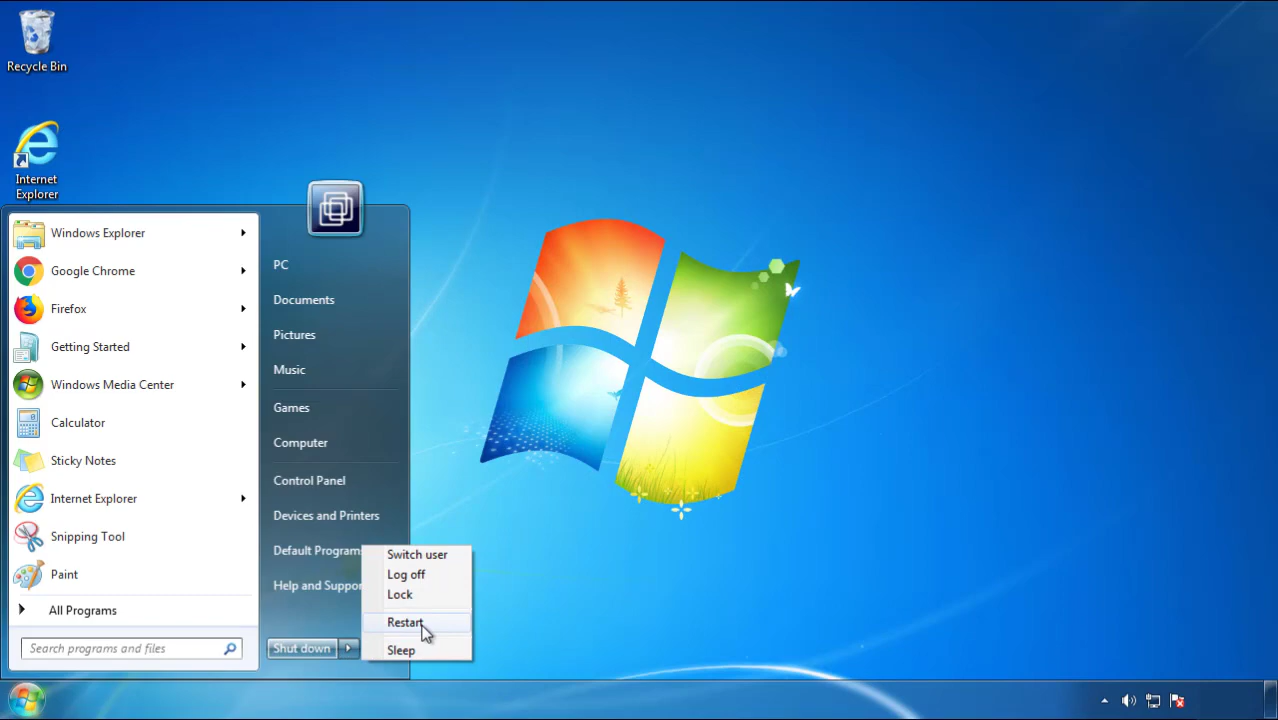 Recycle Bin
Internet
Explorer
Windows Explorer
Google Chrome
Firefox
Getting Started
Windows Media Center
Calculator
Sticky Notes
Internet Explorer
Snipping Tool
Paint
All Programs
Search programs and files
PC
Documents
Pictures
Music
Games
Computer
Control Panel
Devices and Printers
Default Program
Help and Suppor
Shut down
Switch user
Log off
Lock
Restart
Sleep